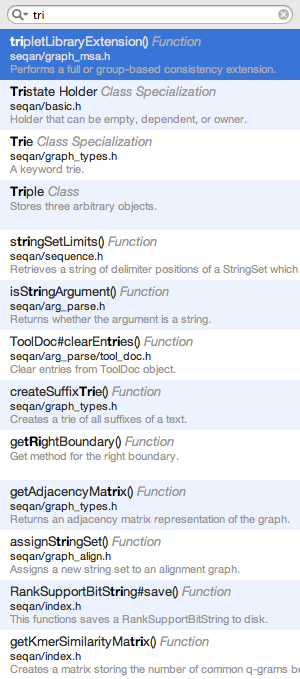 tri
tripletLibraryExtension() Function
seqan/graph_msa.h
Performs a full or group-based consistency extension.
Tristate Holder Class Specialization
seqan/basic.h
Holder that can be empty, dependent, or owner.
Trie Class Specialization
seqan/graph_types.h
A keyword trie.
Triple Class
Stores three arbitrary objects.
stringSetLimits() Function
seqan/sequence.h
Retrieves a string of delimiter positions of a StringSet which
isStringArgument() Function
seqan/arg_parse.h
Returns whether the argument is a string.
ToolDoc#clearEntries() Function
seqan/arg_parse/tool_doc.h
Clear entries from ToolDoc object.
createSuffixTrie() Function
seqan/graph_types.h
Creates a trie of all suffixes of a text.
getRightBoundary() Function
Get method for the right boundary.
getAdjacencyMatrix() Function
seqan/graph_types.h
Returns an adjacency matrix representation of the graph.
assignStringSet() Function
seqan/graph_align.h
Assigns a new string set to an alignment graph.
RankSupportBitString#save() Function
seqan/index.h
This functions saves a RankSupportBitString to disk.
getKmerSimilarityMatrix() Function
seqan/index.h
Creates a matrix storing the number of common q-grams be